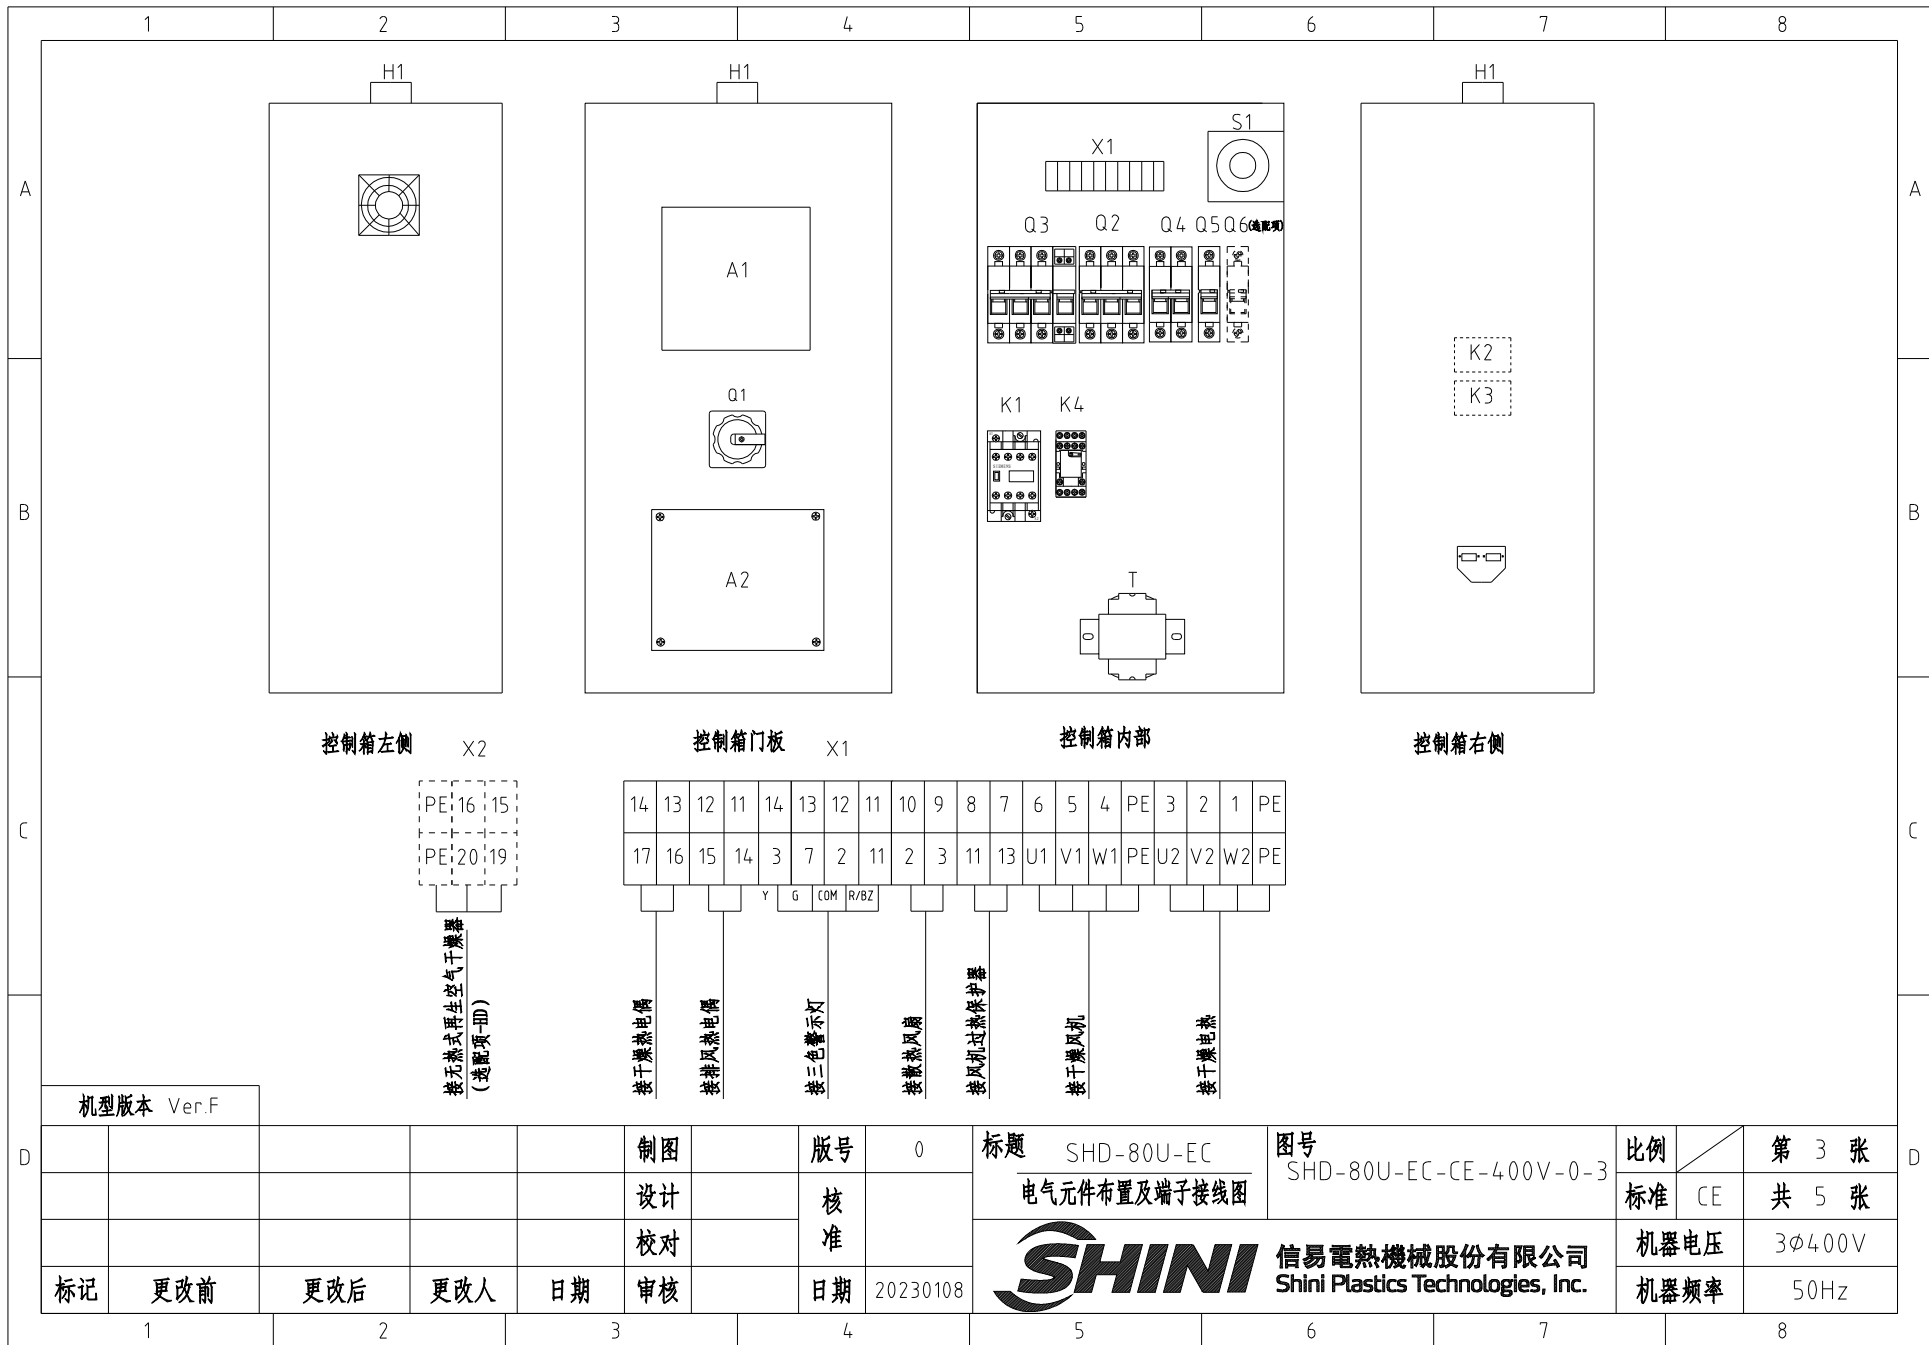 1 2 3 4 5 6 7 8
H1 H1 H1
S1
X1
A A
Q3 Q2 Q4 Q5 Q6(选配项)
A1
K2
Q1
K3
K1 K4
SIEMENS
B B
A2
T
控制箱左侧 控制箱门板 控制箱内部 控制箱右侧
X2 X1
PE 16 15
14 13 12 11 14 13 12 11 10 9 8 7 6 5 4 PE 3 2 1 PE
C C
PE 20 19
17 16 15 14 3 7 2 11 2 3 11 13 U1 V1 W1 PE U2 V2 W2 PE
Y G COM R/BZ
接无热式再生空气干燥器
(选配项-HD)
接干燥热电偶
接排风热电偶
接三色警示灯
接散热风扇
接风机过热保护器
接干燥风机
接干燥电热
机型版本 Ver.F
D D
制图 版号 0
设计 核准
校对
标记 更改前 更改后 更改人 日期 审核 日期 20230108
标题 SHD-80U-EC
电气元件布置及端子接线图
图号
SHD-80U-EC-CE-400V-0-3
比例 第 3 张
标准 CE 共 5 张
机器电压 3Φ400V
机器频率 50Hz
SHINI 信易電熱機械股份有限公司
Shini Plastics Technologies, Inc.
1 2 3 4 5 6 7 8